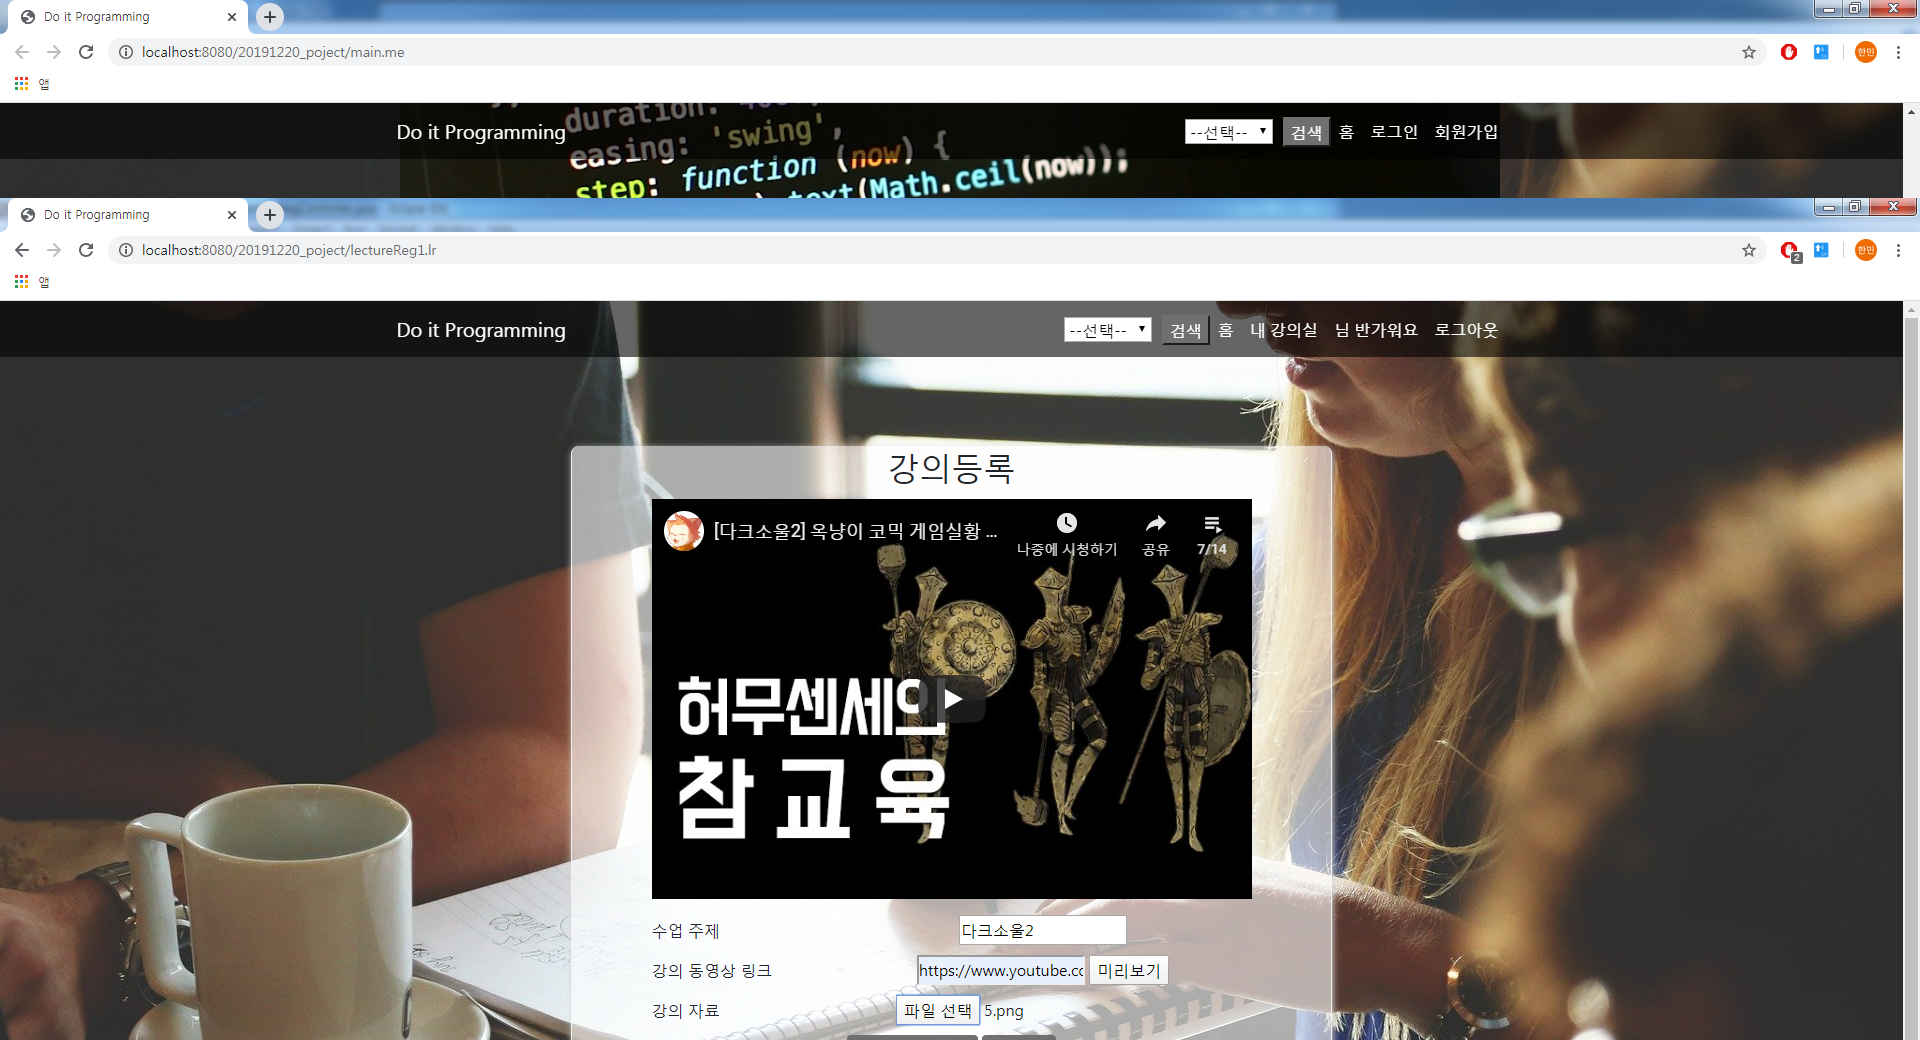 Do it Programming
localhost:8080/20191220_poject/main.me
한민
앱
duration:
easing: 'swing',
step: function (now) {
text(Math.ceil(now));
Do it Programming
--선택-- 검색 홈 로그인 회원가입
Do it Programming
localhost:8080/20191220_poject/lectureReg1.lr
2
한민
앱
Do it Programming
--선택-- 검색 홈 내 강의실 님 반가워요 로그아웃
강의등록
[다크소울2] 옥냥이 코믹 게임실황 ...
나중에 시청하기 공유 7/14
허무센세의
참교육
수업 주제 다크소울2
강의 동영상 링크 https://www.youtube.co 미리보기
강의 자료 파일 선택 5.png